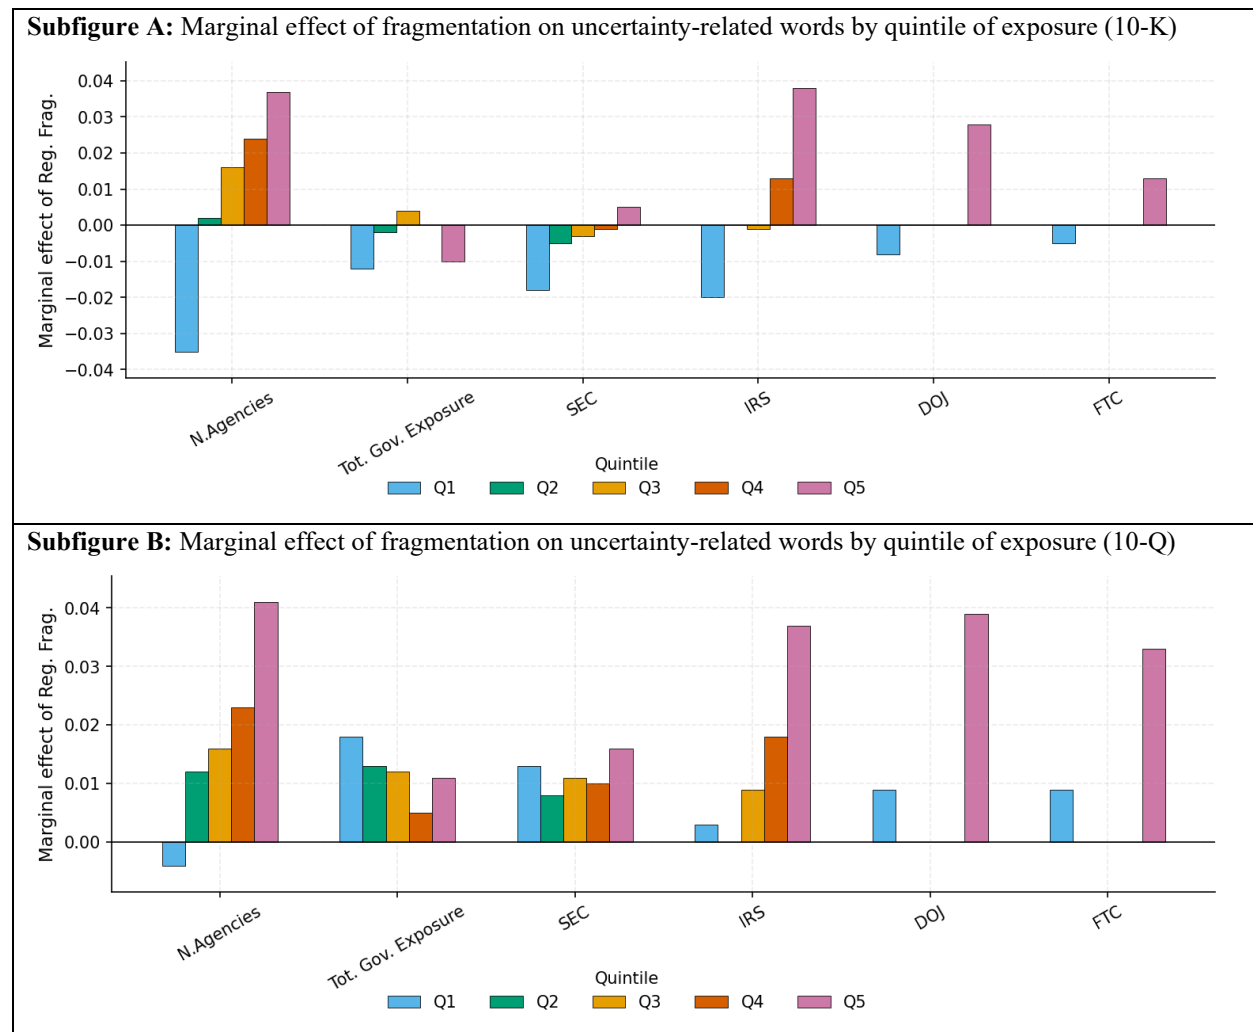 Subfigure A: Marginal effect of fragmentation on uncertainty-related words by quintile of exposure (10-K)
Marginal effect of Reg. Frag.
0.04
0.03
0.02
0.01
0.00
−0.01
−0.02
−0.03
−0.04
N.Agencies Tot. Gov. Exposure SEC IRS DOJ FTC
Quintile
Q1 Q2 Q3 Q4 Q5
Subfigure B: Marginal effect of fragmentation on uncertainty-related words by quintile of exposure (10-Q)
Marginal effect of Reg. Frag.
0.04
0.03
0.02
0.01
0.00
N.Agencies Tot. Gov. Exposure SEC IRS DOJ FTC
Quintile
Q1 Q2 Q3 Q4 Q5